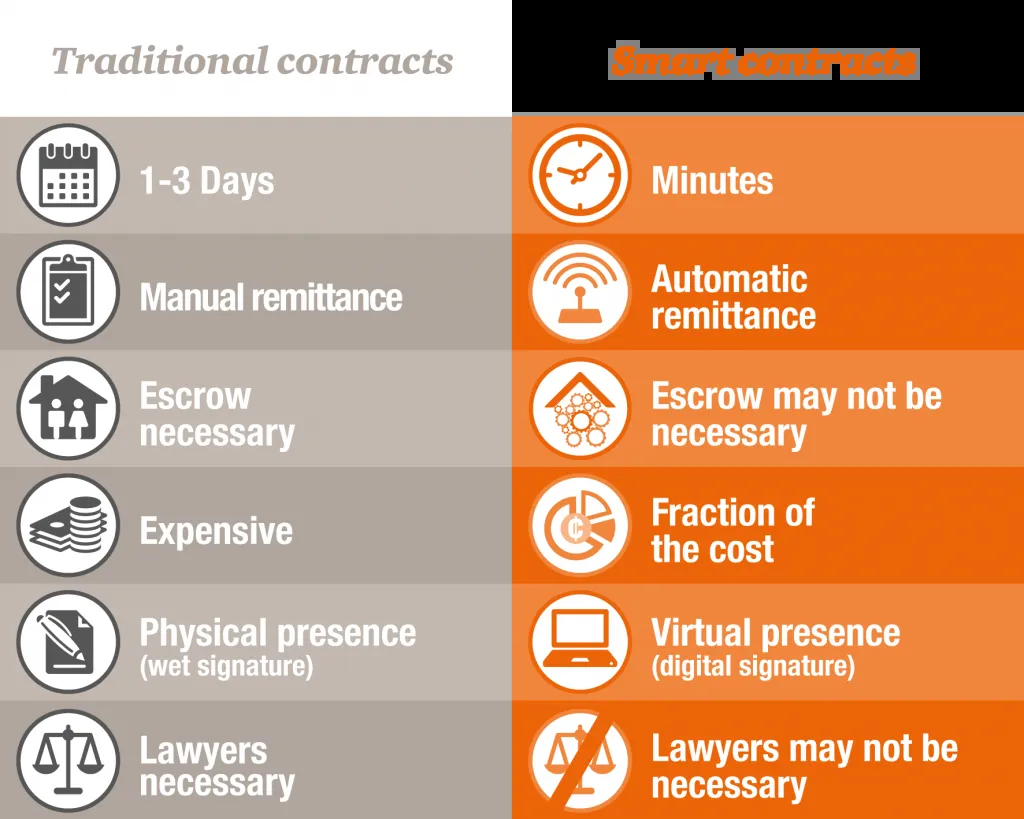 Traditional contracts
Smart contracts
1-3 Days
Minutes
Manual remittance
Automatic
remittance
Escrow
necessary
Escrow may not be
necessary
Expensive
Fraction of
the cost
Physical presence
(wet signature)
Virtual presence
(digital signature)
Lawyers
necessary
Lawyers may not be
necessary